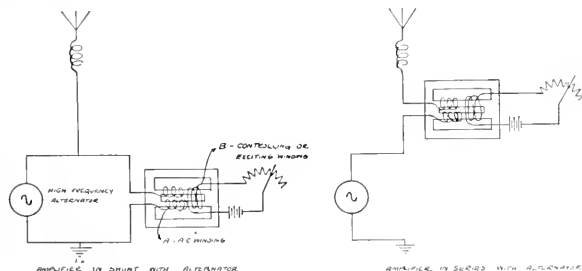 B - CONTROLLING OR
EXCITING WINDING
HIGH FREQUENCY
ALTERNATOR
A - AC WINDING
AMPLIFIER IN SHUNT WITH ALTERNATOR
AMPLIFIER IN SERIES WITH ALTERNATOR